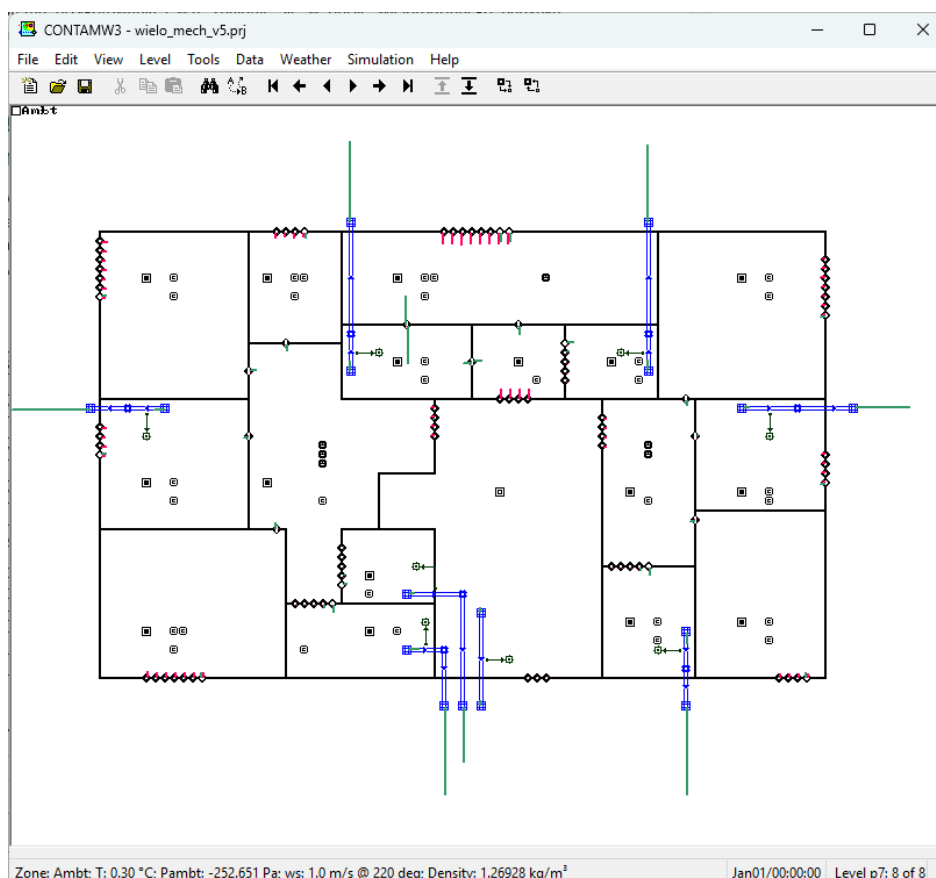 CONTAMW3 - wielo_mech_v5.prj
File Edit View Level Tools Data Weather Simulation Help
Ambt
Zone: Ambt: T: 0.30 °C; Pambt: -252.651 Pa; ws: 1.0 m/s @ 220 deg; Density: 1.26928 kg/m³ Jan01/00:00:00 Level p7: 8 of 8